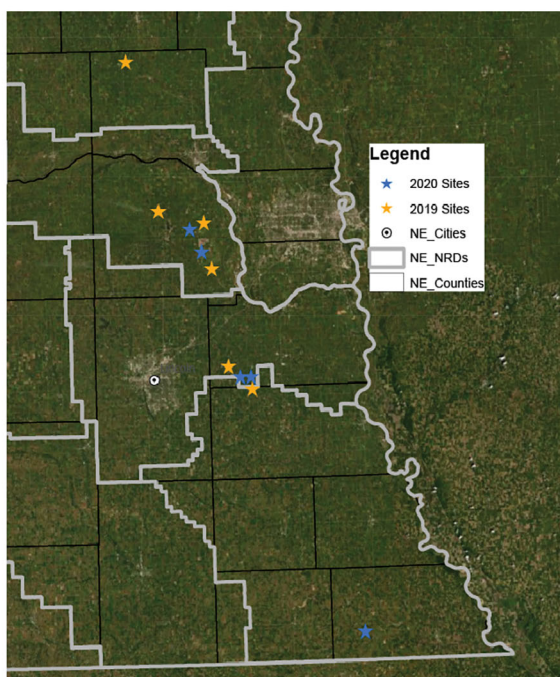 Legend
2020 Sites
2019 Sites
NE_Cities
NE_NRDs
NE_Counties